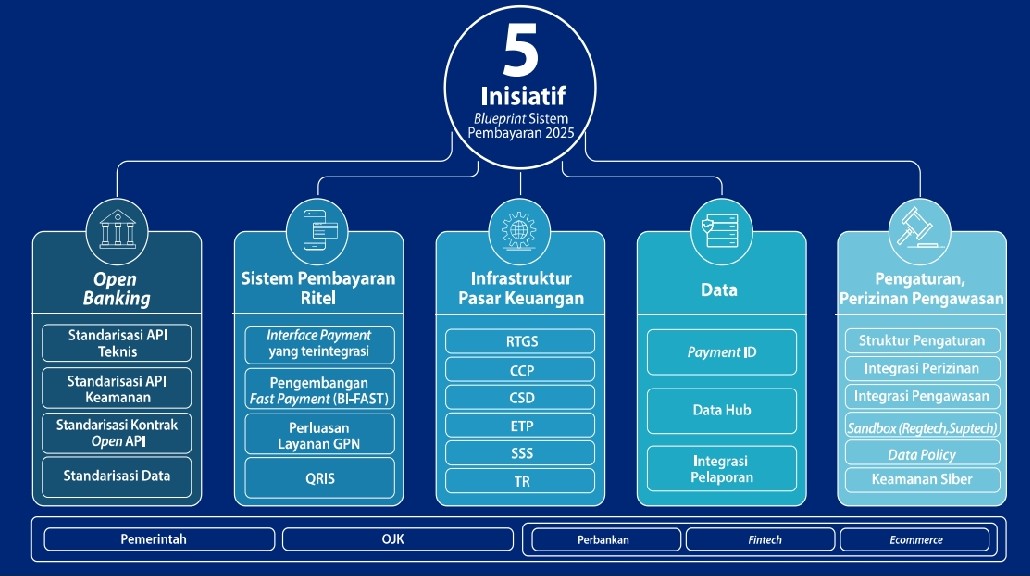 5
Inisiatif
Blueprint Sistem
Pembayaran 2025
Open
Banking
Standarisasi API
Teknis
Standarisasi API
Keamanan
Standarisasi Kontrak
Open API
Standarisasi Data
Sistem Pembayaran
Ritel
Interface Payment
yang terintegrasi
Pengembangan
Fast Payment (BI-FAST)
Perluasan
Layanan GPN
QRIS
Infrastruktur
Pasar Keuangan
RTGS
CCP
CSD
ETP
SSS
TR
Data
Payment ID
Data Hub
Integrasi
Pelaporan
Pengaturan,
Perizinan Pengawasan
Struktur Pengaturan
Integrasi Perizinan
Integrasi Pengawasan
Sandbox (Regtech,Suptech)
Data Policy
Keamanan Siber
Pemerintah
OJK
Perbankan
Fintech
Ecommerce